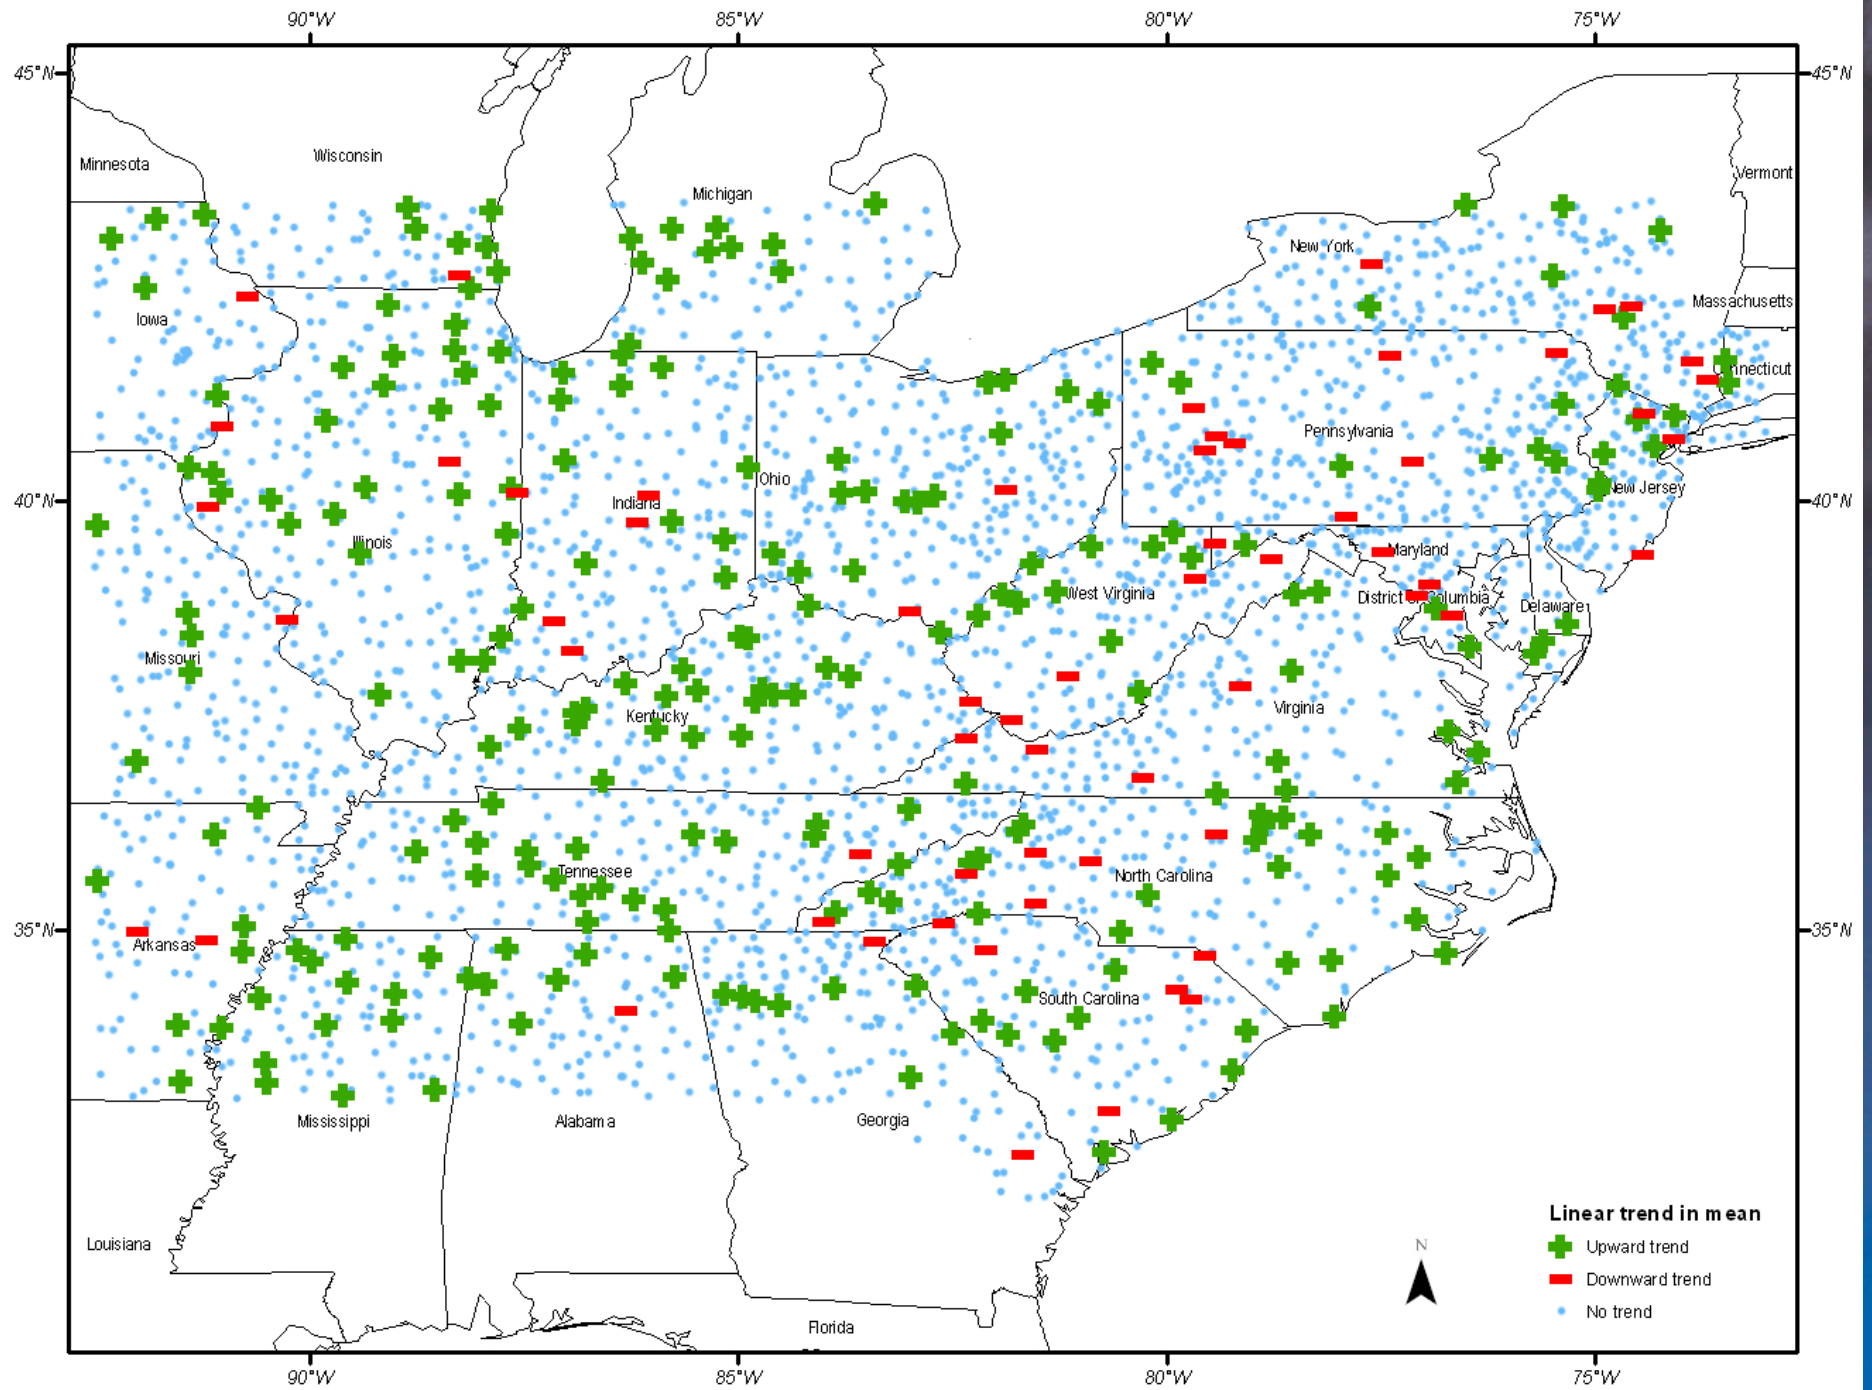 90°W 85°W 80°W 75°W
45°N 45°N
Wisconsin
Minnesota
Vermont
Michigan
New York
Massachusetts
Iowa
nnecticut
Pennsylvania
Ohio
New Jersey
40°N 40°N
Indiana
Illinois
Maryland
West Virginia
District of Columbia
Delaware
Missouri
Virginia
Kentucky
Tennessee
North Carolina
35°N 35°N
Arkansas
South Carolina
Mississippi
Alabama
Georgia
Louisiana
Florida
N
Linear trend in mean
Upward trend
Downward trend
No trend
90°W 85°W 80°W 75°W